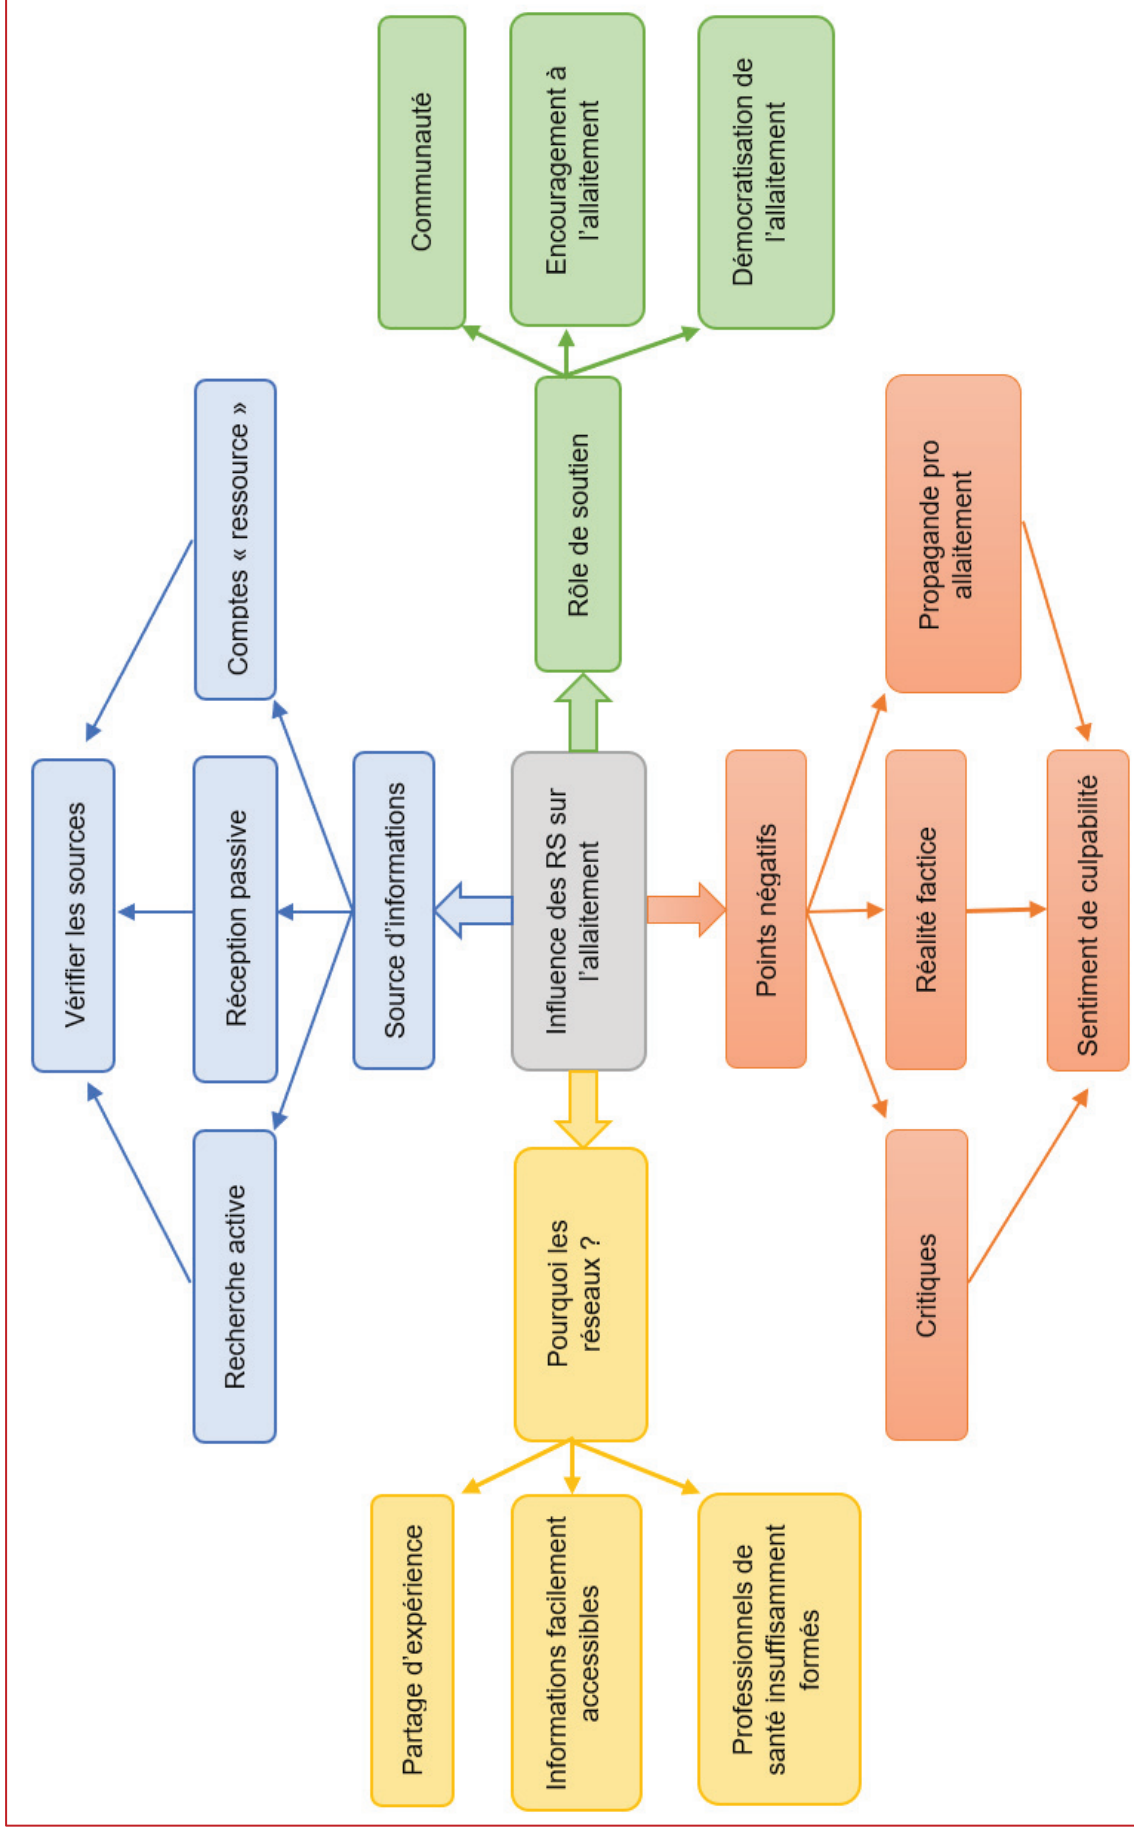 Vérifier les sources
Recherche active
Réception passive
Comptes « ressource »
Source d'informations
Partage d'expérience
Informations facilement
accessibles
Professionnels de
santé insuffisamment
formés
Pourquoi les
réseaux ?
Influence des RS sur
l'allaitement
Rôle de soutien
Communauté
Encouragement à
l'allaitement
Démocratisation de
l'allaitement
Points négatifs
Critiques
Réalité factice
Propagande pro
allaitement
Sentiment de culpabilité